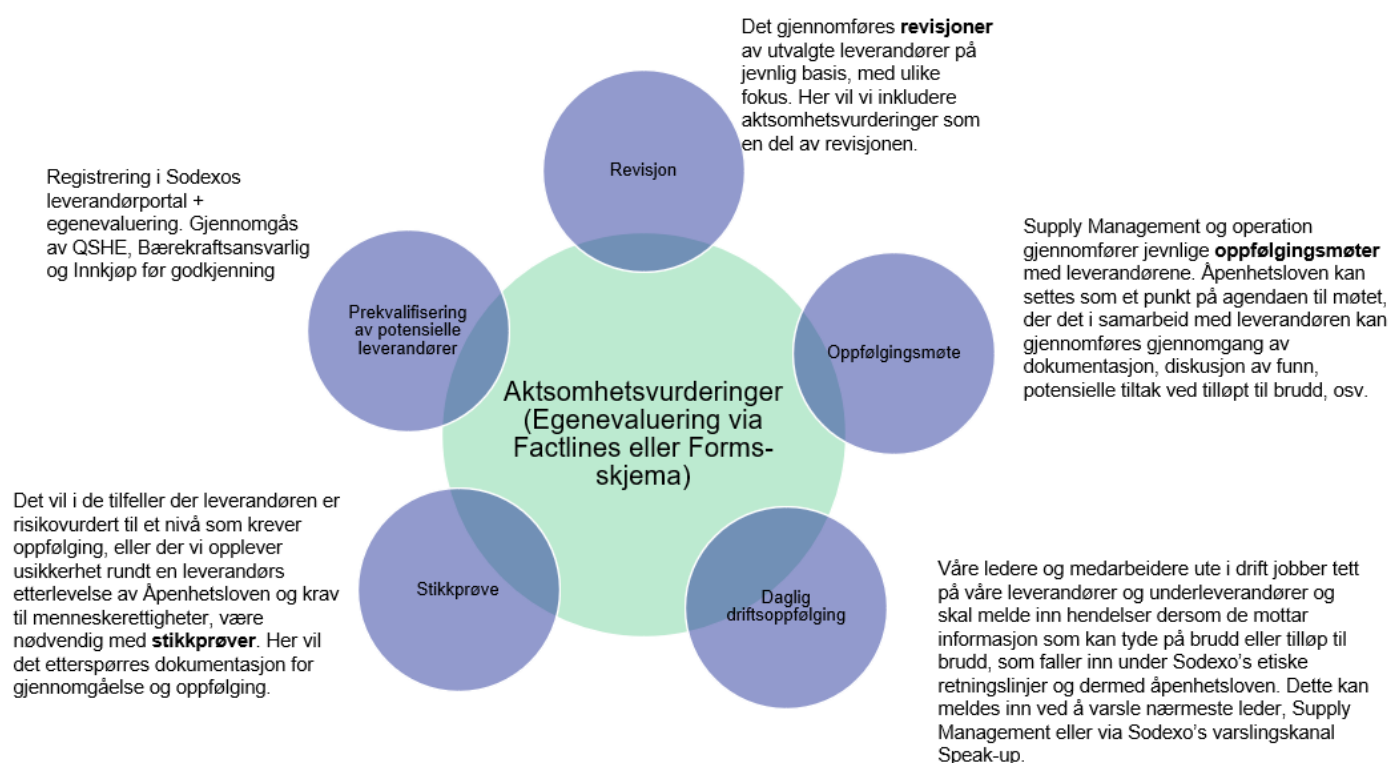 Det gjennomføres revisjoner
av utvalgte leverandører på
jevnlig basis, med ulike
fokus. Her vil vi inkludere
aktsomhetsvurderinger som
en del av revisjonen.
Revisjon
Registrering i Sodexos
leverandørportal +
egenevaluering. Gjennomgås
av QSHE, Bærekraftsansvarlig
og Innkjøp før godkjenning
Supply Management og operation
gjennomfører jevnlige oppfølgingsmøter
med leverandørene. Åpenhetsloven kan
settes som et punkt på agendaen til møtet,
der det i samarbeid med leverandøren kan
gjennomføres gjennomgang av
dokumentasjon, diskusjon av funn,
potensielle tiltak ved tilløpt til brudd, osv.
Prekvalifisering
av potensielle
leverandører
Oppfølgingsmøte
Aktsomhetsvurderinger
(Egenevaluering via
Factlines eller Forms-
skjema)
Det vil i de tilfeller der leverandøren er
risikovurdert til et nivå som krever
oppfølging, eller der vi opplever
usikkerhet rundt en leverandørs
etterlevelse av Åpenhetsloven og krav
til menneskerettigheter, være
nødvendig med stikkprøver. Her vil
det etterspørres dokumentasjon for
gjennomgåelse og oppfølging.
Stikkprøve
Daglig
driftsoppfølging
Våre ledere og medarbeidere ute i drift jobber tett
på våre leverandører og underleverandører og
skal melde inn hendelser dersom de mottar
informasjon som kan tyde på brudd eller tilløp til
brudd, som faller inn under Sodexo’s etiske
retningslinjer og dermed åpenhetsloven. Dette kan
meldes inn ved å varsle nærmeste leder, Supply
Management eller via Sodexo’s varslingskanal
Speak-up.